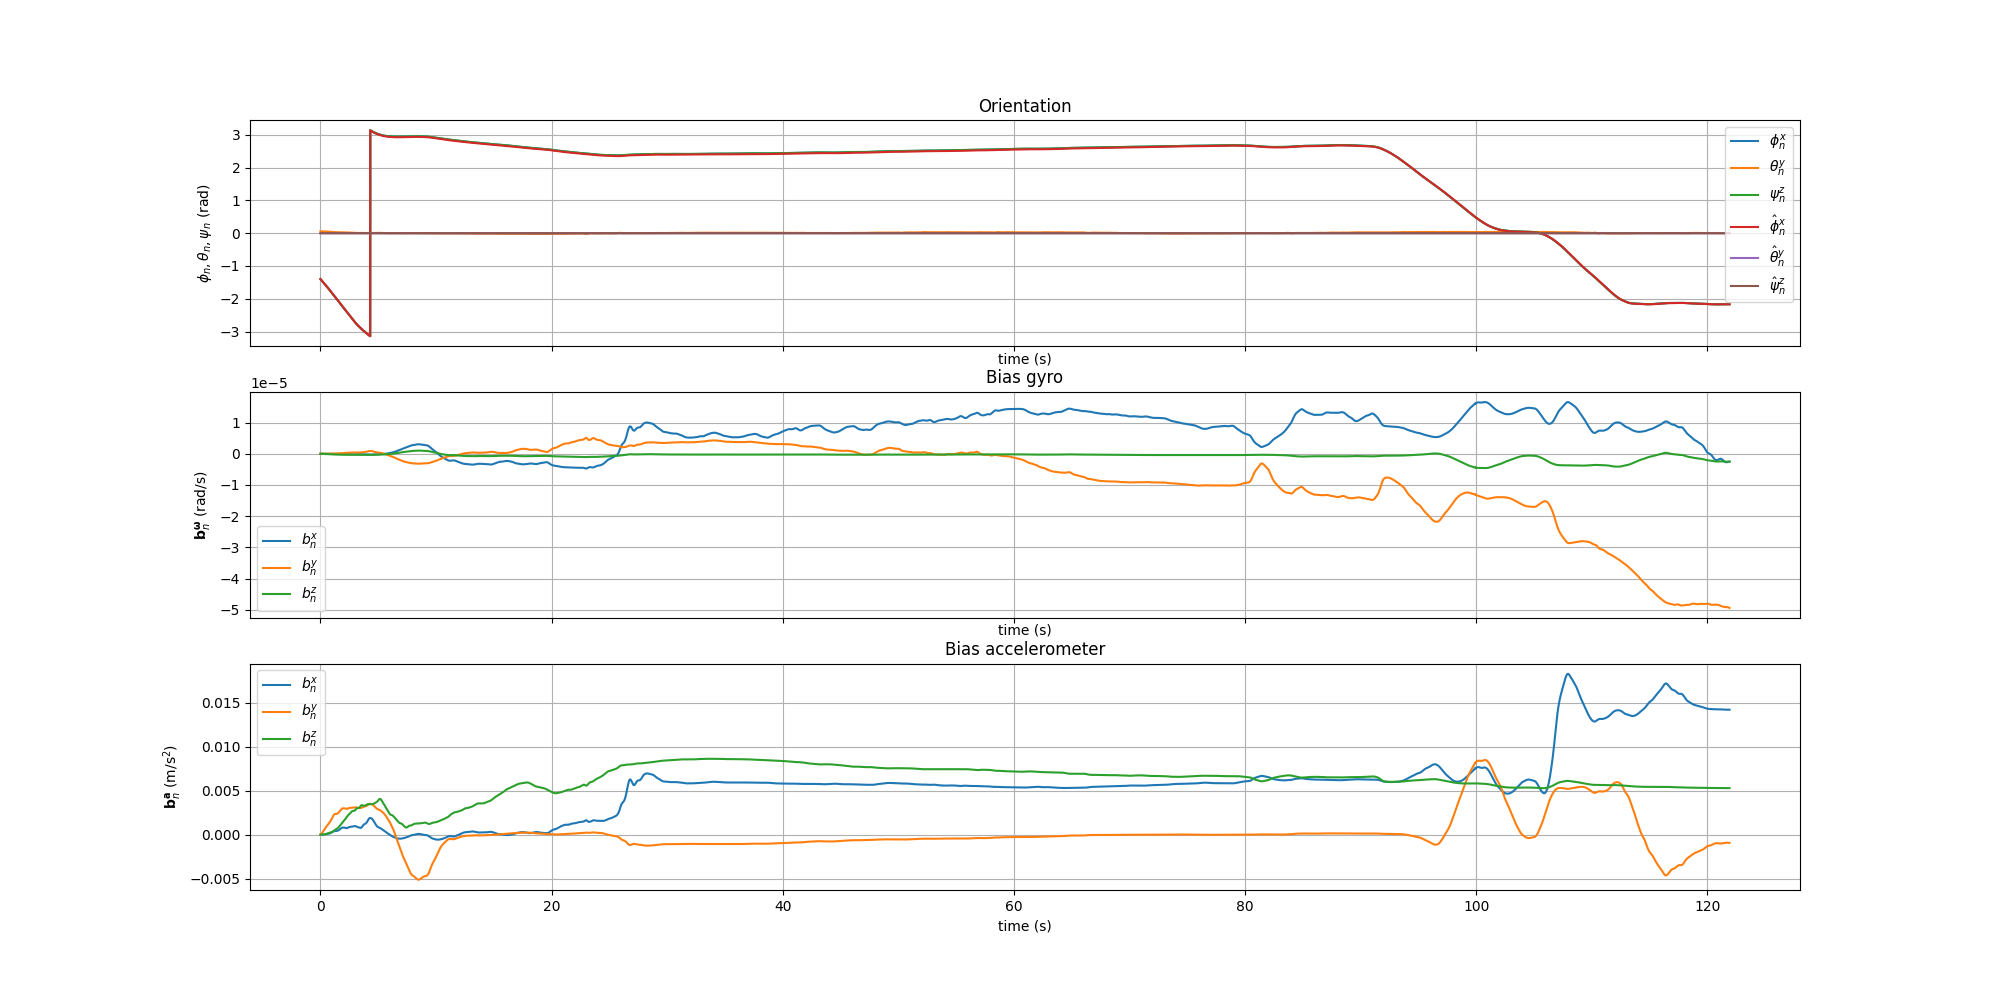 Orientation
3
2
1
0
−1
−2
−3
ϕₙ, θₙ, ψₙ (rad)
ϕₙˣ
θₙʸ
ψₙᶻ
ϕ̂ₙˣ
θ̂ₙʸ
ψ̂ₙᶻ
time (s)
Bias gyro
1e−5
1
0
−1
−2
−3
−4
−5
𝐛ₙ^𝛚 (rad/s)
bₙˣ
bₙʸ
bₙᶻ
time (s)
Bias accelerometer
0.015
0.010
0.005
0.000
−0.005
𝐛ₙ^𝐚 (m/s²)
bₙˣ
bₙʸ
bₙᶻ
0 20 40 60 80 100 120
time (s)